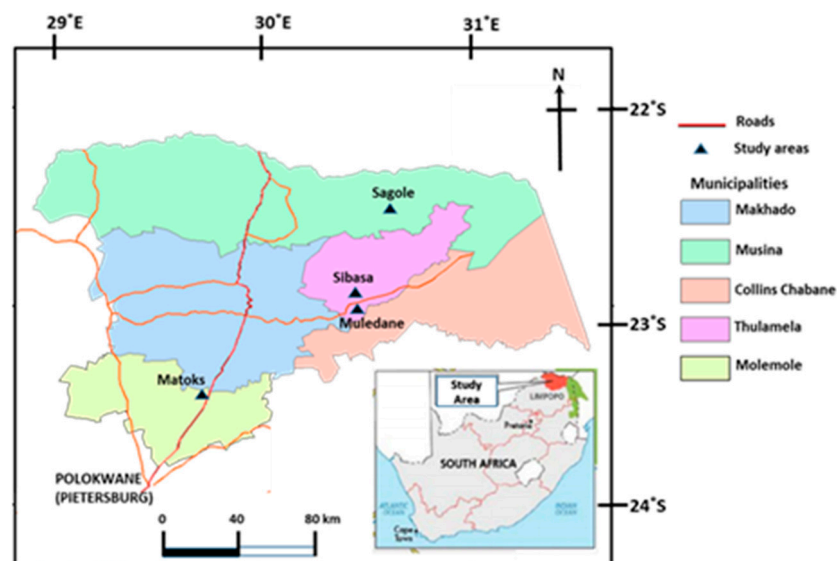 29°E
30°E
31°E
N
22°S
Roads
Study areas
Municipalities
Makhado
Musina
Collins Chabane
Thulamela
Molemole
Sagole
Sibasa
Muledane
23°S
Matoks
Study
Area
LIMPOPO
Pretoria
SOUTH AFRICA
ATLANTIC
OCEAN
INDIAN
OCEAN
Cape
Town
POLOKWANE
(PIETERSBURG)
24°S
0 40 80 km